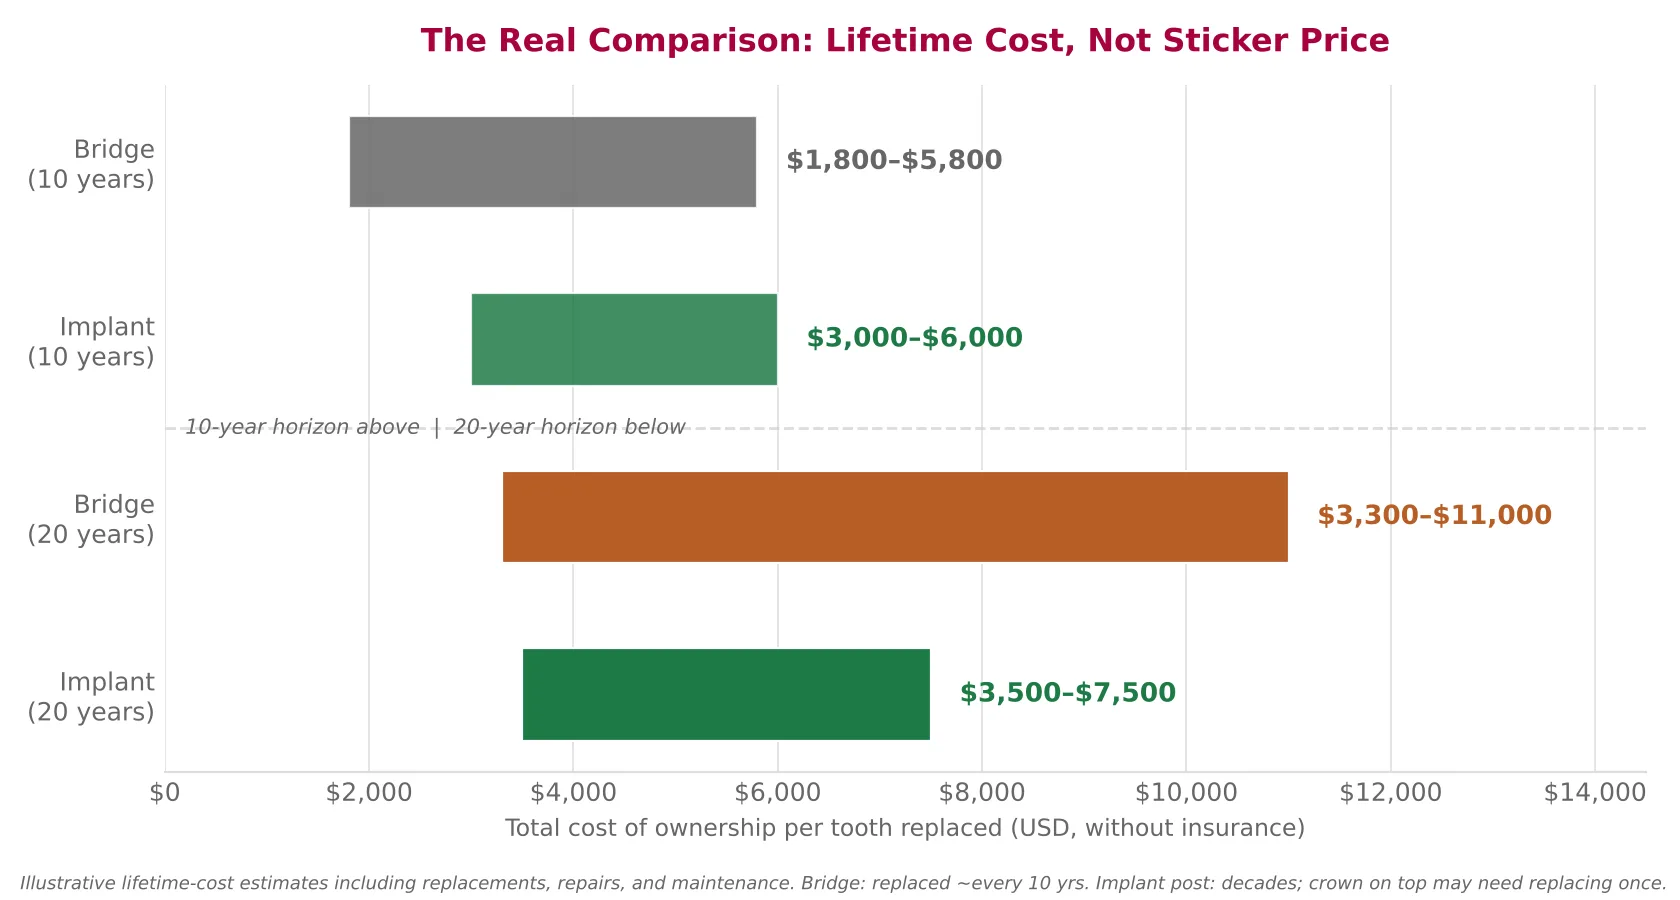 The Real Comparison: Lifetime Cost, Not Sticker Price
Bridge
(10 years)
$1,800–$5,800
Implant
(10 years)
$3,000–$6,000
10-year horizon above | 20-year horizon below
Bridge
(20 years)
$3,300–$11,000
Implant
(20 years)
$3,500–$7,500
$0 $2,000 $4,000 $6,000 $8,000 $10,000 $12,000 $14,000
Total cost of ownership per tooth replaced (USD, without insurance)
Illustrative lifetime-cost estimates including replacements, repairs, and maintenance. Bridge: replaced ~every 10 yrs. Implant post: decades; crown on top may need replacing once.